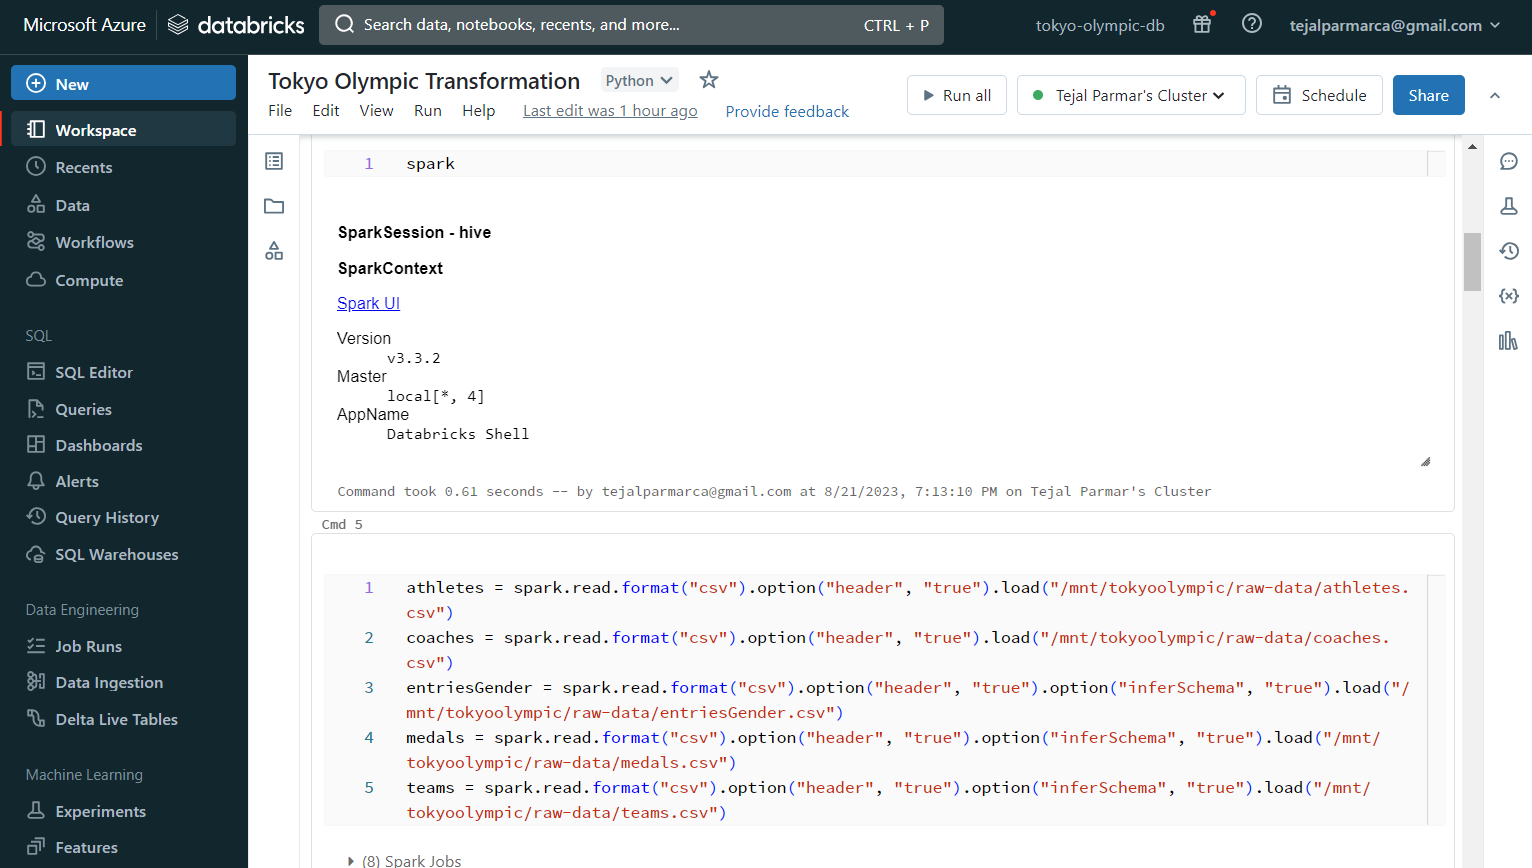 Microsoft Azure databricks Search data, notebooks, recents, and more... CTRL + P tokyo-olympic-db tejalparmarca@gmail.com
New
Workspace
Recents
Data
Workflows
Compute
SQL
SQL Editor
Queries
Dashboards
Alerts
Query History
SQL Warehouses
Data Engineering
Job Runs
Data Ingestion
Delta Live Tables
Machine Learning
Experiments
Features
Tokyo Olympic Transformation Python
File Edit View Run Help Last edit was 1 hour ago Provide feedback
Run all Tejal Parmar's Cluster Schedule Share
1 spark
SparkSession - hive
SparkContext
Spark UI
Version
v3.3.2
Master
local[*, 4]
AppName
Databricks Shell
Command took 0.61 seconds -- by tejalparmarca@gmail.com at 8/21/2023, 7:13:10 PM on Tejal Parmar's Cluster
Cmd 5
1 athletes = spark.read.format("csv").option("header", "true").load("/mnt/tokyoolympic/raw-data/athletes.
csv")
2 coaches = spark.read.format("csv").option("header", "true").load("/mnt/tokyoolympic/raw-data/coaches.
csv")
3 entriesGender = spark.read.format("csv").option("header", "true").option("inferSchema", "true").load("/
mnt/tokyoolympic/raw-data/entriesGender.csv")
4 medals = spark.read.format("csv").option("header", "true").option("inferSchema", "true").load("/mnt/
tokyoolympic/raw-data/medals.csv")
5 teams = spark.read.format("csv").option("header", "true").option("inferSchema", "true").load("/mnt/
tokyoolympic/raw-data/teams.csv")
(8) Spark Jobs